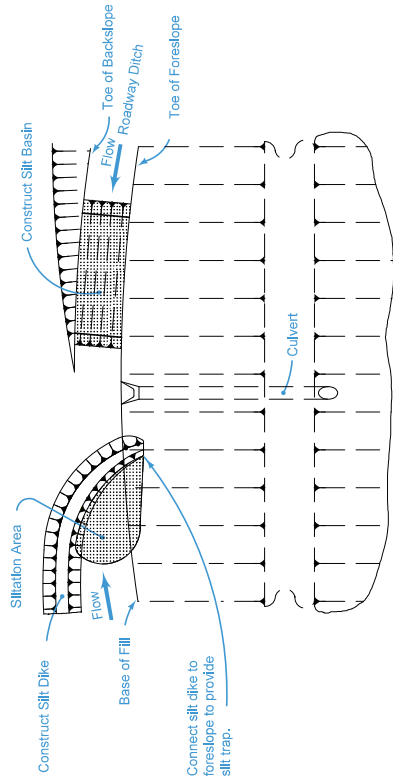 Construct Silt Dike
Siltation Area
Construct Silt Basin
Toe of Backslope
Flow
Roadway Ditch
Toe of Foreslope
Flow
Base of Fill
Culvert
Connect silt dike to
foreslope to provide
silt trap.